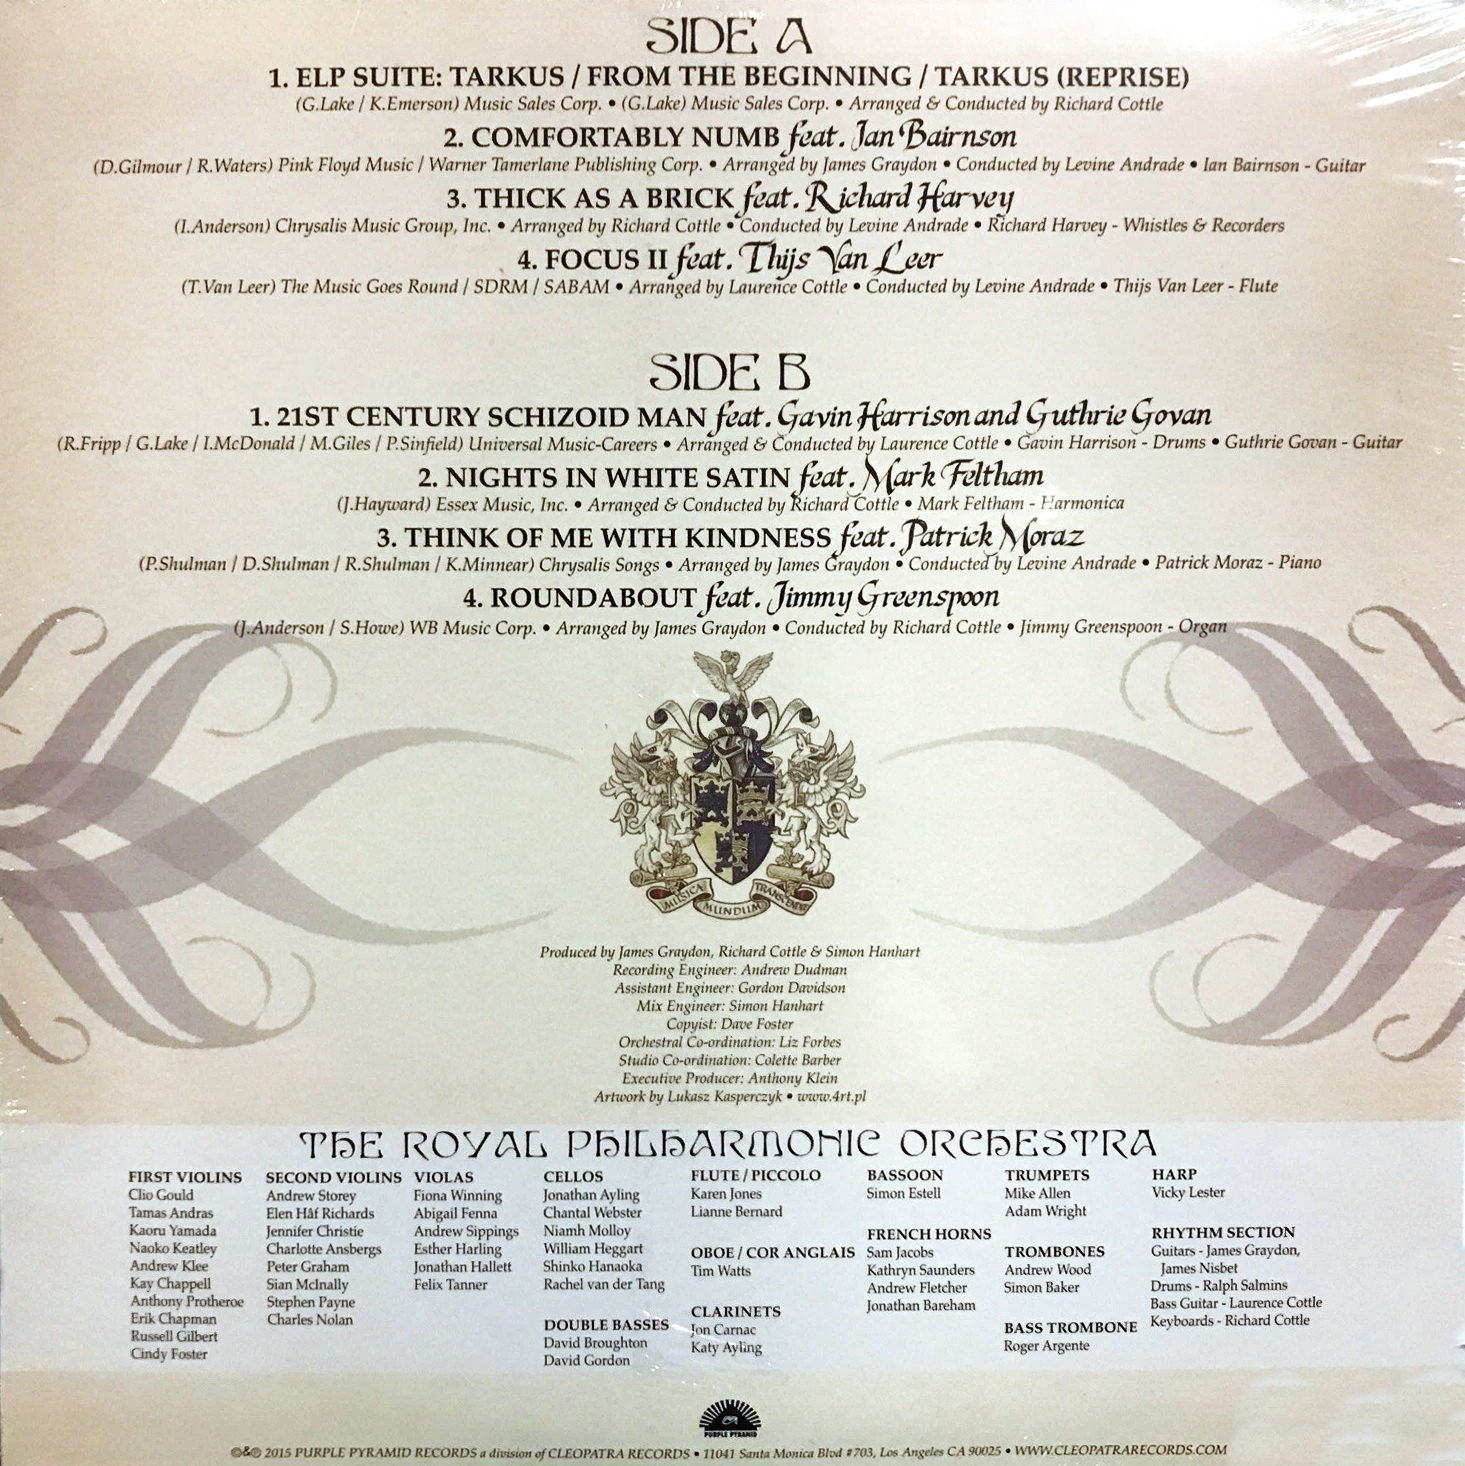 SIDE A
1. ELP SUITE: TARKUS / FROM THE BEGINNING / TARKUS (REPRISE)
(G.Lake / K.Emerson) Music Sales Corp. • (G.Lake) Music Sales Corp. • Arranged & Conducted by Richard Cottle
2. COMFORTABLY NUMB feat. Ian Bairnson
(D.Gilmour / R.Waters) Pink Floyd Music / Warner Tamerlane Publishing Corp. • Arranged by James Graydon • Conducted by Levine Andrade • Ian Bairnson - Guitar
3. THICK AS A BRICK feat. Richard Harvey
(I.Anderson) Chrysalis Music Group, Inc. • Arranged by Richard Cottle • Conducted by Levine Andrade • Richard Harvey - Whistles & Recorders
4. FOCUS II feat. Thijs Van Leer
(T.Van Leer) The Music Goes Round / SDRM / SABAM • Arranged by Laurence Cottle • Conducted by Levine Andrade • Thijs Van Leer - Flute
SIDE B
1. 21ST CENTURY SCHIZOID MAN feat. Gavin Harrison and Guthrie Govan
(R.Fripp / G.Lake / I.McDonald / M.Giles / P.Sinfield) Universal Music-Careers • Arranged & Conducted by Laurence Cottle • Gavin Harrison - Drums • Guthrie Govan - Guitar
2. NIGHTS IN WHITE SATIN feat. Mark Feltham
(J.Hayward) Essex Music, Inc. • Arranged & Conducted by Richard Cottle • Mark Feltham - Harmonica
3. THINK OF ME WITH KINDNESS feat. Patrick Moraz
(P.Shulman / D.Shulman / R.Shulman / K.Minnear) Chrysalis Songs • Arranged by James Graydon • Conducted by Levine Andrade • Patrick Moraz - Piano
4. ROUNDABOUT feat. Jimmy Greenspoon
(J.Anderson / S.Howe) WB Music Corp. • Arranged by James Graydon • Conducted by Richard Cottle • Jimmy Greenspoon - Organ
MUSICA MUNDUM TRANSCENDIT
Produced by James Graydon, Richard Cottle & Simon Hanhart
Recording Engineer: Andrew Dudman
Assistant Engineer: Gordon Davidson
Mix Engineer: Simon Hanhart
Copyist: Dave Foster
Orchestral Co-ordination: Liz Forbes
Studio Co-ordination: Colette Barber
Executive Producer: Anthony Klein
Artwork by Lukasz Kasperczyk • www.4rt.pl
THE ROYAL PHILHARMONIC ORCHESTRA
FIRST VIOLINS
Clio Gould
Tamas Andras
Kaoru Yamada
Naoko Keatley
Andrew Klee
Kay Chappell
Anthony Protheroe
Erik Chapman
Russell Gilbert
Cindy Foster
SECOND VIOLINS
Andrew Storey
Elen Hâf Richards
Jennifer Christie
Charlotte Ansbergs
Peter Graham
Sian McInally
Stephen Payne
Charles Nolan
VIOLAS
Fiona Winning
Abigail Fenna
Andrew Sippings
Esther Harling
Jonathan Hallett
Felix Tanner
CELLOS
Jonathan Ayling
Chantal Webster
Niamh Molloy
William Heggart
Shinko Hanaoka
Rachel van der Tang
DOUBLE BASSES
David Broughton
David Gordon
FLUTE / PICCOLO
Karen Jones
Lianne Bernard
OBOE / COR ANGLAIS
Tim Watts
CLARINETS
Jon Carnac
Katy Ayling
BASSOON
Simon Estell
FRENCH HORNS
Sam Jacobs
Kathryn Saunders
Andrew Fletcher
Jonathan Bareham
TRUMPETS
Mike Allen
Adam Wright
TROMBONES
Andrew Wood
Simon Baker
BASS TROMBONE
Roger Argente
HARP
Vicky Lester
RHYTHM SECTION
Guitars - James Graydon,
James Nisbet
Drums - Ralph Salmins
Bass Guitar - Laurence Cottle
Keyboards - Richard Cottle
PURPLE PYRAMID
©&℗ 2015 PURPLE PYRAMID RECORDS a division of CLEOPATRA RECORDS • 11041 Santa Monica Blvd #703, Los Angeles CA 90025 • WWW.CLEOPATRARECORDS.COM